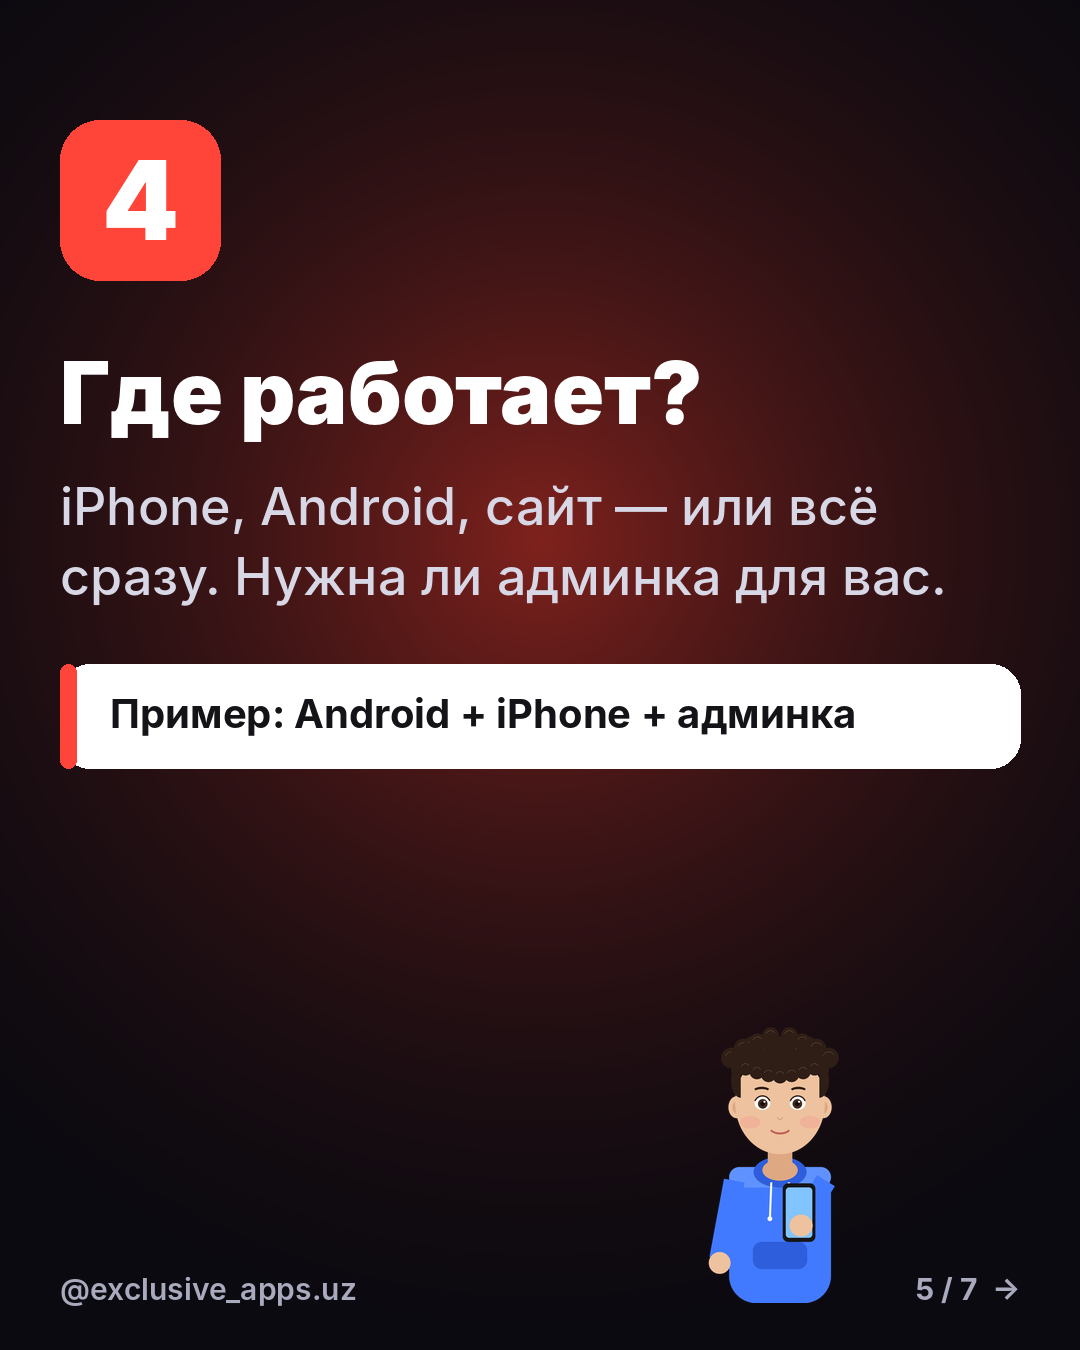 4
Где работает?
iPhone, Android, сайт — или всё
сразу. Нужна ли админка для вас.
Пример: Android + iPhone + админка
@exclusive_apps.uz
5 / 7 →